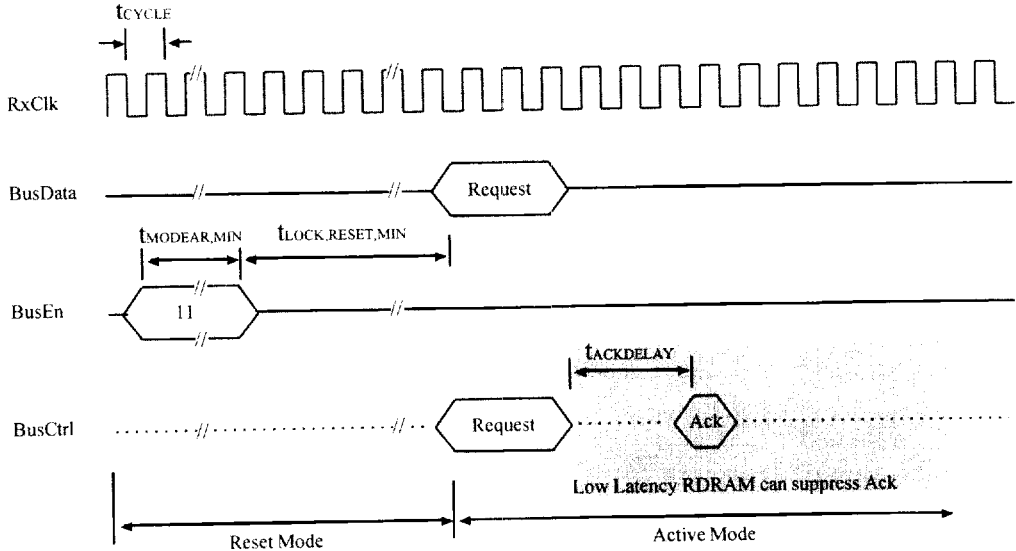 tCYCLE
RxClk
BusData
Request
tMODEAR,MIN
tLOCK,RESET,MIN
BusEn
11
tACKDELAY
BusCtrl
Request
Ack
Low Latency RDRAM can suppress Ack
Reset Mode
Active Mode